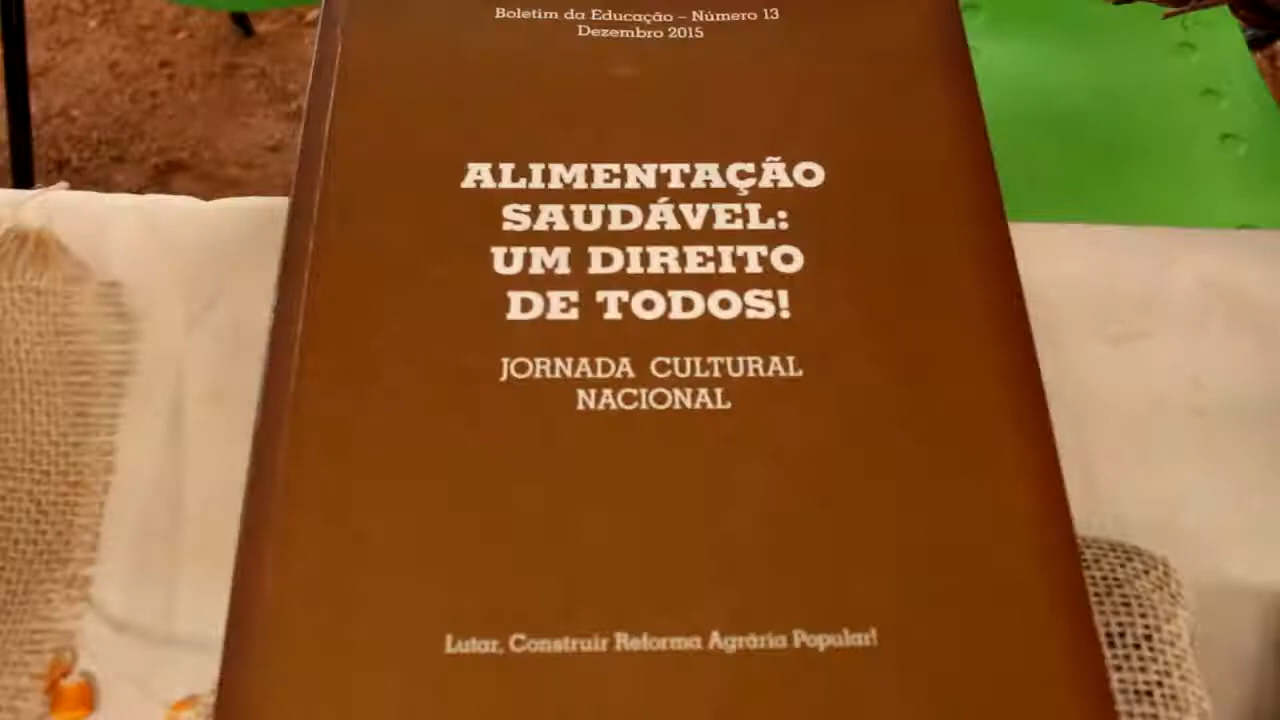 Boletim da Educação – Número 13
Dezembro 2015
ALIMENTAÇÃO
SAUDÁVEL:
UM DIREITO
DE TODOS!
JORNADA CULTURAL
NACIONAL
Lutar, Construir Reforma Agrária Popular!